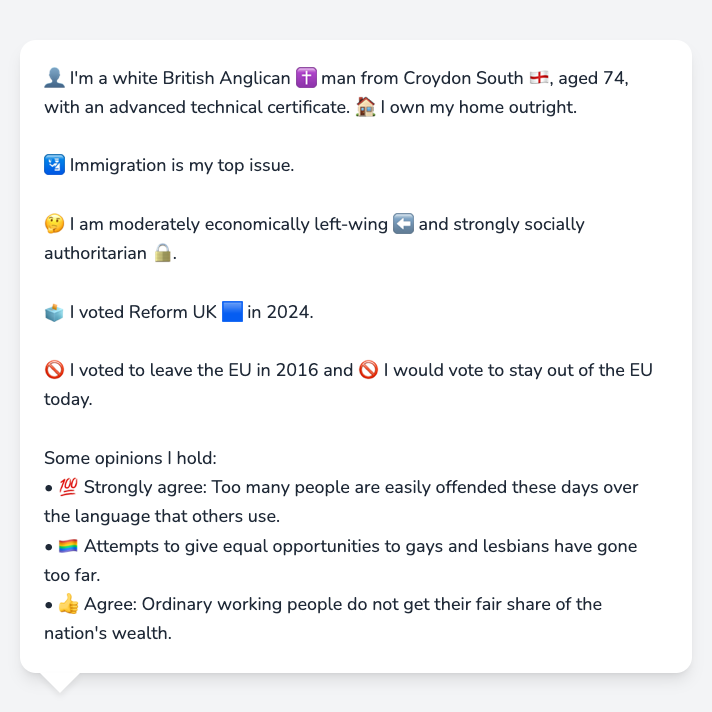 👤 I'm a white British Anglican ✝️ man from Croydon South 🏴󠁧󠁢󠁥󠁮󠁧󠁿, aged 74,
with an advanced technical certificate. 🏠 I own my home outright.
🛂 Immigration is my top issue.
🤔 I am moderately economically left-wing ⬅️ and strongly socially
authoritarian 🔒.
🗳️ I voted Reform UK 🟦 in 2024.
🚫 I voted to leave the EU in 2016 and 🚫 I would vote to stay out of the EU
today.
Some opinions I hold:
• 💯 Strongly agree: Too many people are easily offended these days over
the language that others use.
• 🏳️‍🌈 Attempts to give equal opportunities to gays and lesbians have gone
too far.
• 👍 Agree: Ordinary working people do not get their fair share of the
nation's wealth.